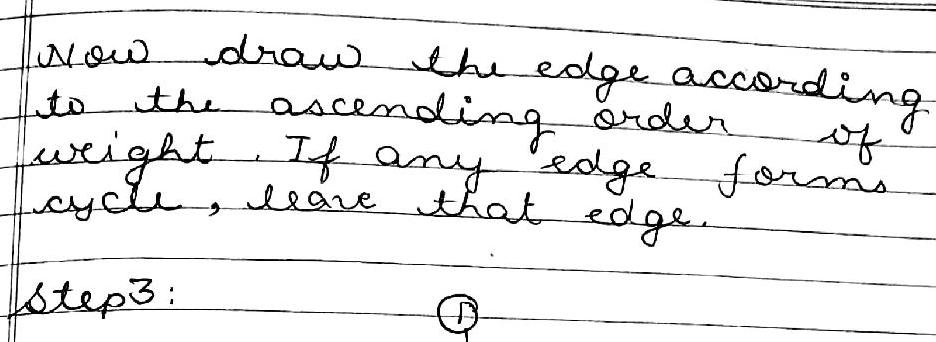 Now draw the edge according
to the ascending order of
weight. If any edge forms
cycle, leave that edge.
Step3:
1